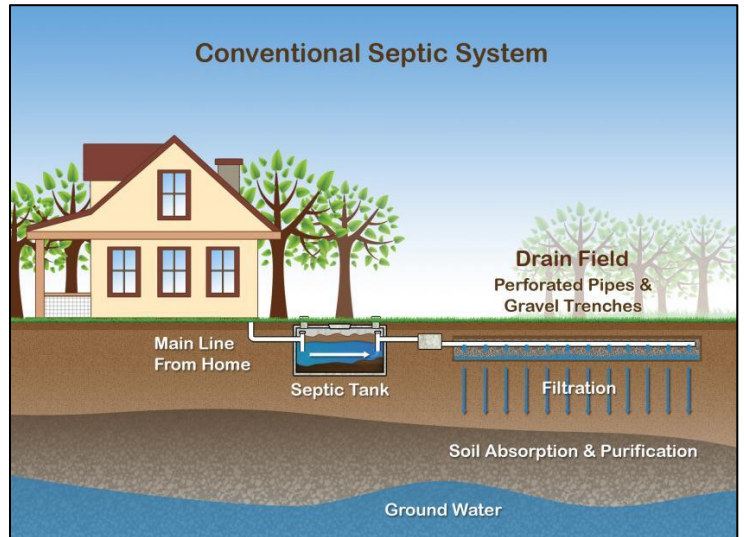 Conventional Septic System
Drain Field
Perforated Pipes &
Gravel Trenches
Main Line
From Home
Septic Tank
Filtration
Soil Absorption & Purification
Ground Water